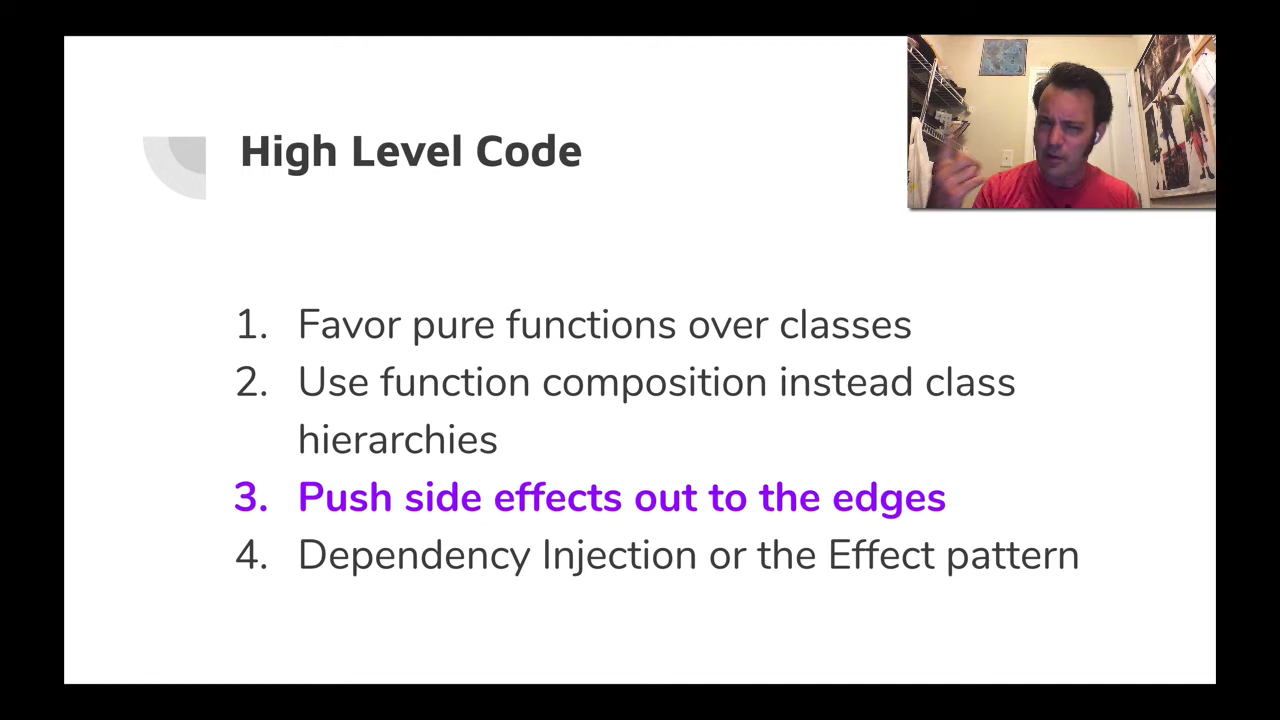 High Level Code
1. Favor pure functions over classes
2. Use function composition instead class
hierarchies
3. Push side effects out to the edges
4. Dependency Injection or the Effect pattern